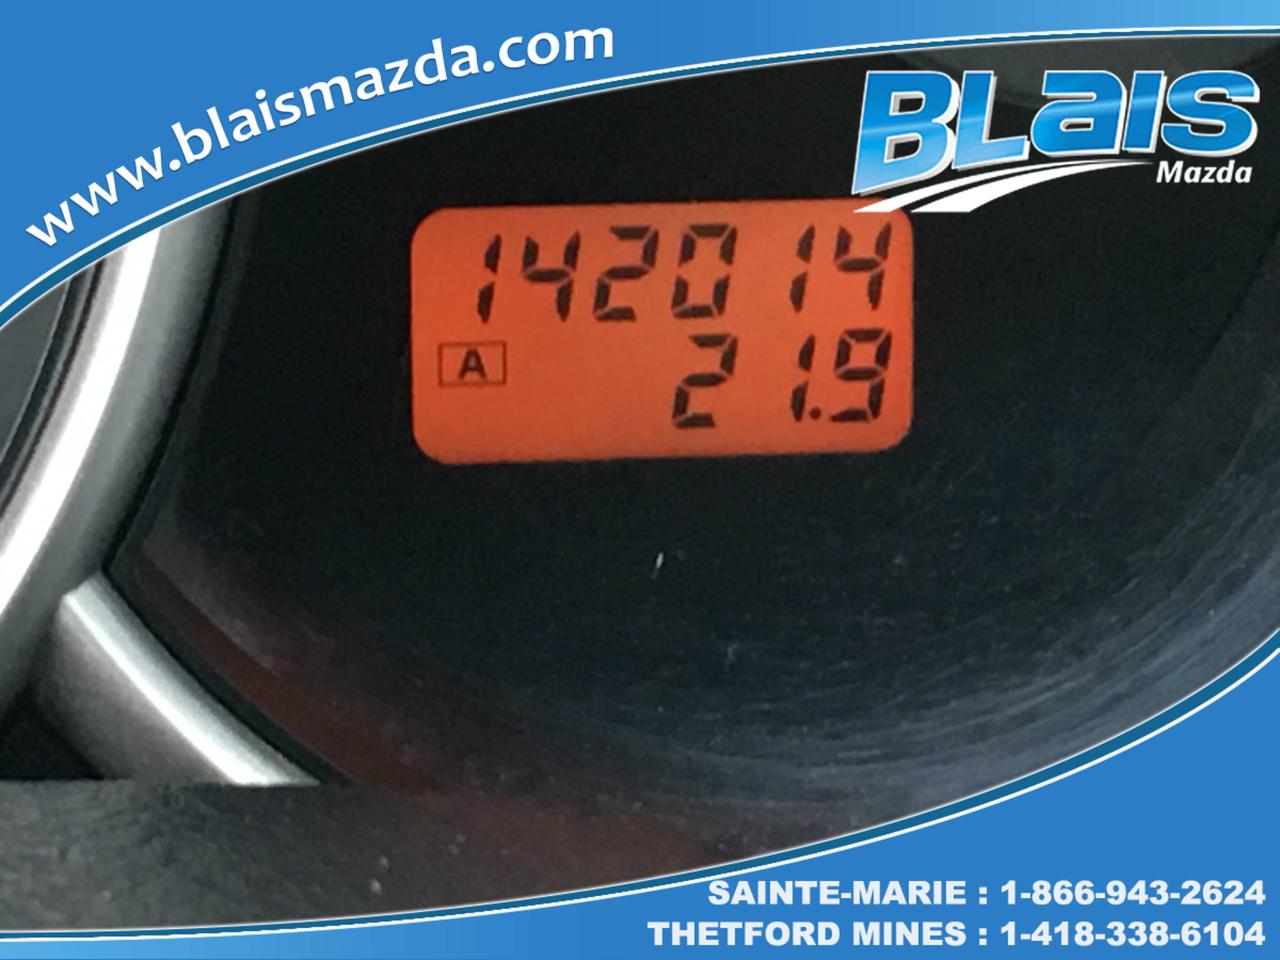 www.blaismazda.com
BLaIS
Mazda
142014
A 21.9
SAINTE-MARIE : 1-866-943-2624
THETFORD MINES : 1-418-338-6104